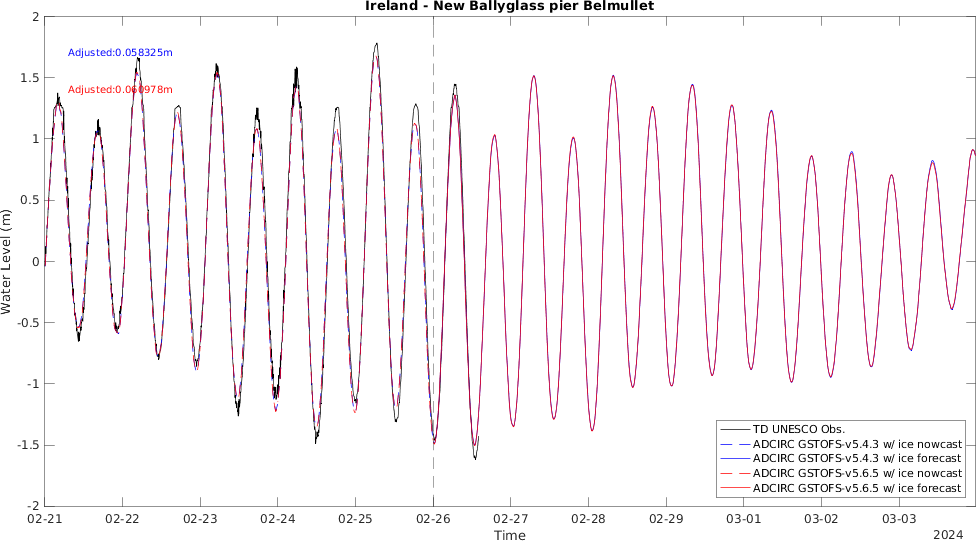 Ireland - New Ballyglass pier Belmullet
2
1.5
1
0.5
0
-0.5
-1
-1.5
-2
Water Level (m)
Adjusted:0.058325m
Adjusted:0.060978m
TD UNESCO Obs.
ADCIRC GSTOFS-v5.4.3 w/ ice nowcast
ADCIRC GSTOFS-v5.4.3 w/ ice forecast
ADCIRC GSTOFS-v5.6.5 w/ ice nowcast
ADCIRC GSTOFS-v5.6.5 w/ ice forecast
02-21 02-22 02-23 02-24 02-25 02-26 02-27 02-28 02-29 03-01 03-02 03-03
Time
2024